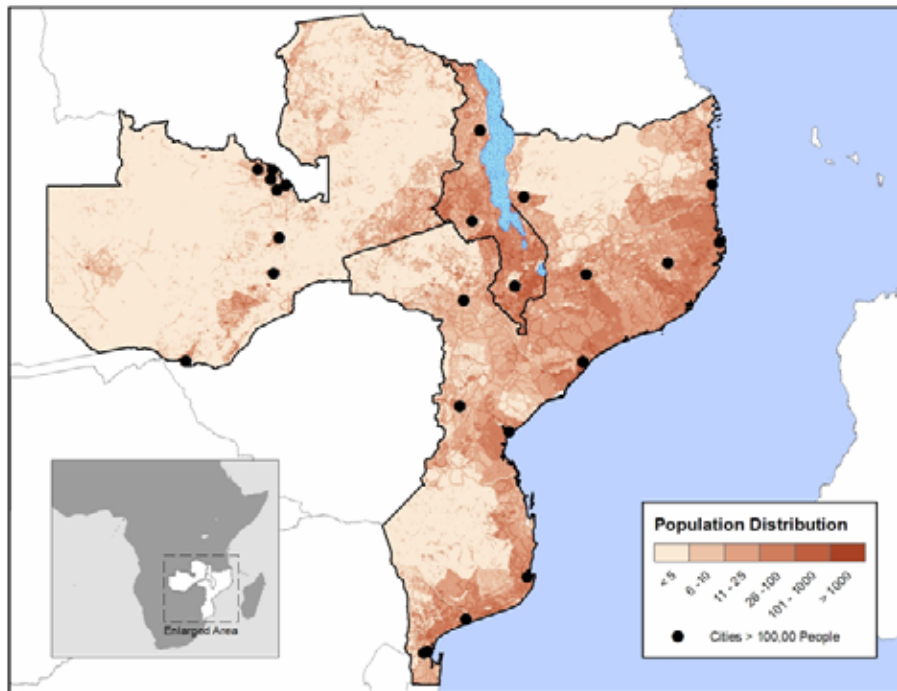 Enlarged Area
Population Distribution
< 5
6 -10
11 - 25
26 -100
101 - 1000
> 1000
Cities > 100,00 People